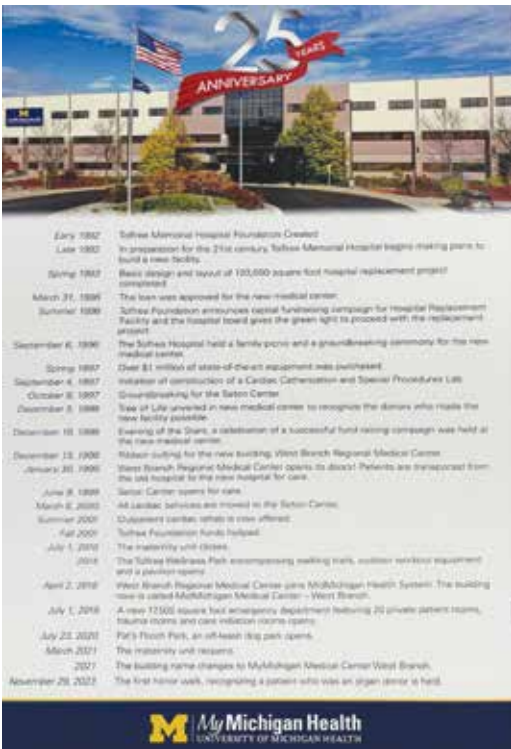 25
YEARS
ANNIVERSARY
M
Early 1992 Tolfree Memorial Hospital Foundation Created
Late 1992 In preparation for the 21st century, Tolfree Memorial Hospital begins making plans to
build a new facility.
Spring 1993 Basic design and layout of square foot hospital replacement project
completed.
March 31, 1996 The loan was approved for the new medical center.
Summer 1996 Tolfree Foundation announces capital fundraising campaign for Hospital Replacement
Facility and the hospital board gives the green light to proceed with the replacement
project.
September 6, 1996 The Tolfree Hospital held a family picnic and a groundbreaking ceremony for the new
medical center.
Spring 1997 Over $1 million of state-of-the-art equipment was purchased.
September 4, 1997 Initiation of construction of a Cardiac Catherization and Special Procedures Lab
October 9, 1997 Groundbreaking for the Seton Center
December 5, 1998 Tree of Life unveiled in new medical center to recognize the donors who made the
new facility possible.
December 10, 1998 Evening of the Stars, a celebration of a successful fund raising campaign was held at
the new medical center.
December 13, 1998 Ribbon cutting for the new building, West Branch Regional Medical Center
January 30, West Branch Regional Medical Center opens its doors! Patients are transported from
the old hospital to the new hospital for care.
June 9, 1999 Seton Center opens for care.
March 6, 2000 All cardiac services are moved to the Seton Center.
Summer 2001 Outpatient cardiac rehab is now offered.
Fall 2001 Tolfree Foundation funds
July 1, The maternity unit closes.
The Tolfree Wellness Park encompassing walking trails, outdoor workout equipment
and a pavilion opens.
April 2, 2018 West Branch Regional Medical Center joins MidMichigan Health System. The building
now is called MidMichigan Medical Center – West Branch.
July 1, 2019 A new square foot emergency department featuring 20 private patient rooms,
trauma rooms and care initiation rooms opens.
July 23, 2020 Pat's Pooch Park, an off-leash dog park opens.
March 2021 The maternity unit reopens.
2021 The building name changes to MyMichigan Medical Center West Branch.
November 29, 2023 The first honor walk, recognizing a patient who was an organ donor is held.
M MyMichigan Health
UNIVERSITY OF MICHIGAN HEALTH